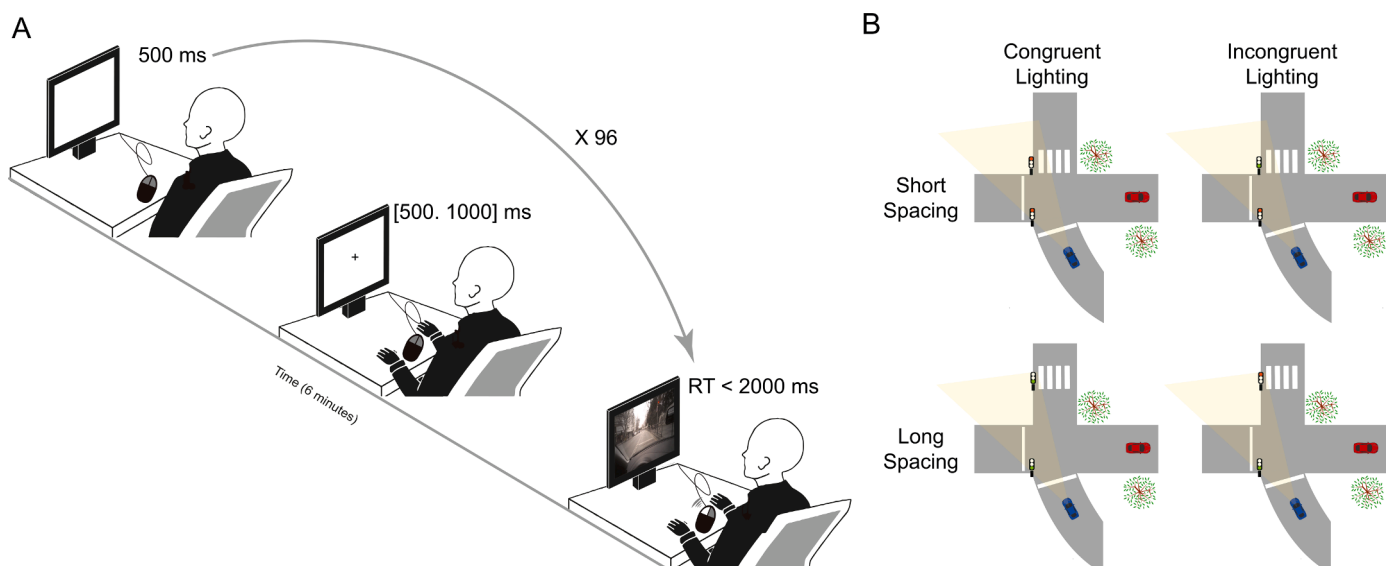 A
500 ms
X 96
[500. 1000] ms
+
RT < 2000 ms
Time (6 minutes)
B
Congruent
Lighting
Incongruent
Lighting
Short
Spacing
Long
Spacing